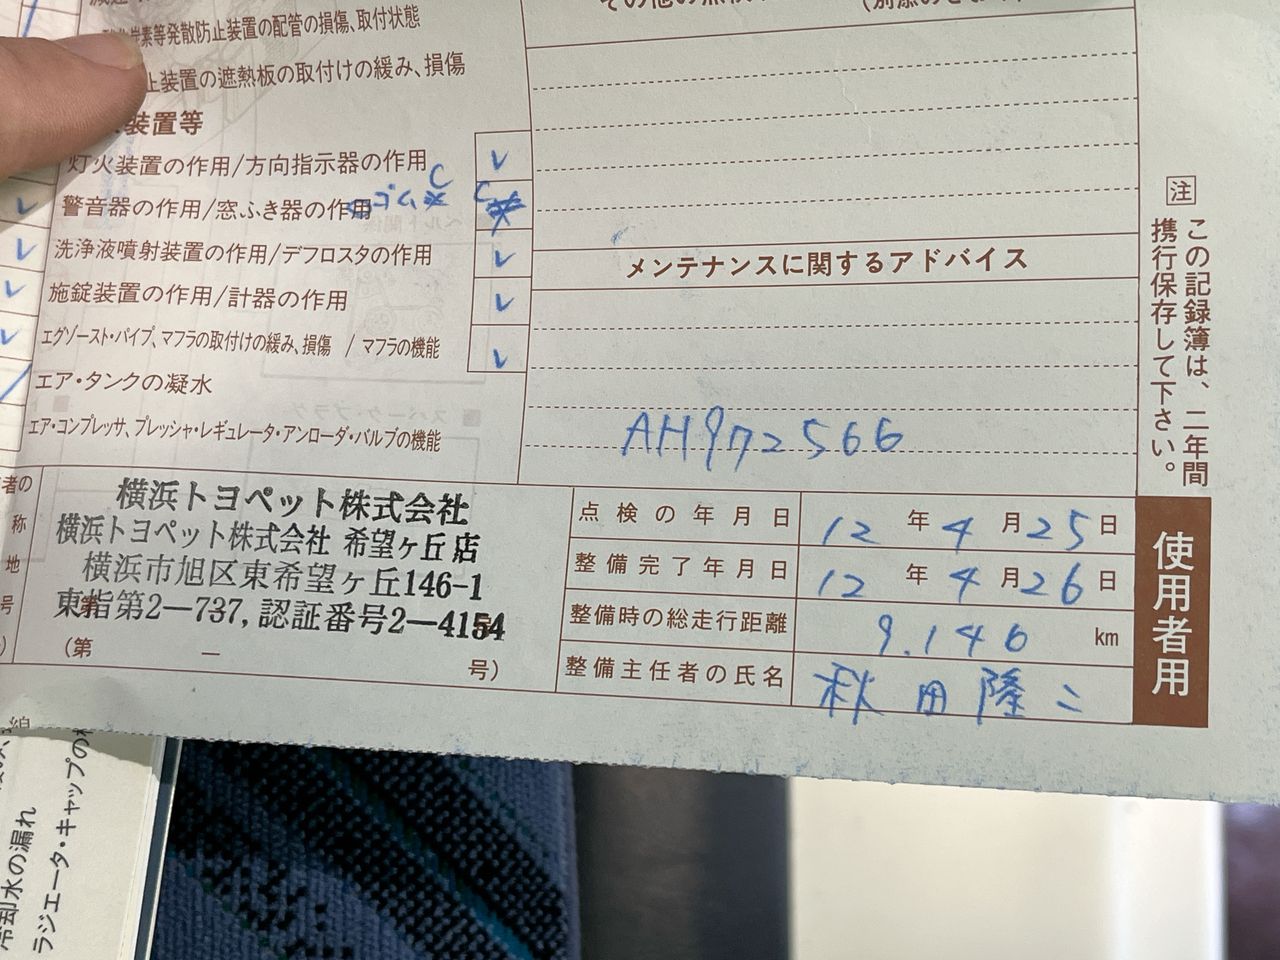 素等発散防止装置の配管の損傷、取付状態
止装置の遮熱板の取付けの緩み、損傷
装置等
灯火装置の作用/方向指示器の作用 ✓
警音器の作用/窓ふき器の作用 ゴム C
洗浄液噴射装置の作用/デフロスタの作用 ✓
施錠装置の作用/計器の作用 ✓
エグゾースト・パイプ、マフラの取付けの緩み、損傷 / マフラの機能 ✓
エア・タンクの凝水
エア・コンプレッサ、プレッシャ・レギュレータ・アンローダ・バルブの機能
メンテナンスに関するアドバイス
AH972566
注 この記録簿は、二年間
携行保存して下さい。
横浜トヨペット株式会社
横浜トヨペット株式会社 希望ヶ丘店
横浜市旭区東希望ヶ丘146-1
東指第2-737,認証番号2-4154
(第 - 号)
点検の年月日 12年4月25日
整備完了年月日 12年4月26日
整備時の総走行距離 9.146 km
整備主任者の氏名 秋田隆二
使用者用
冷却水の漏れ
ラジエータ・キャップの